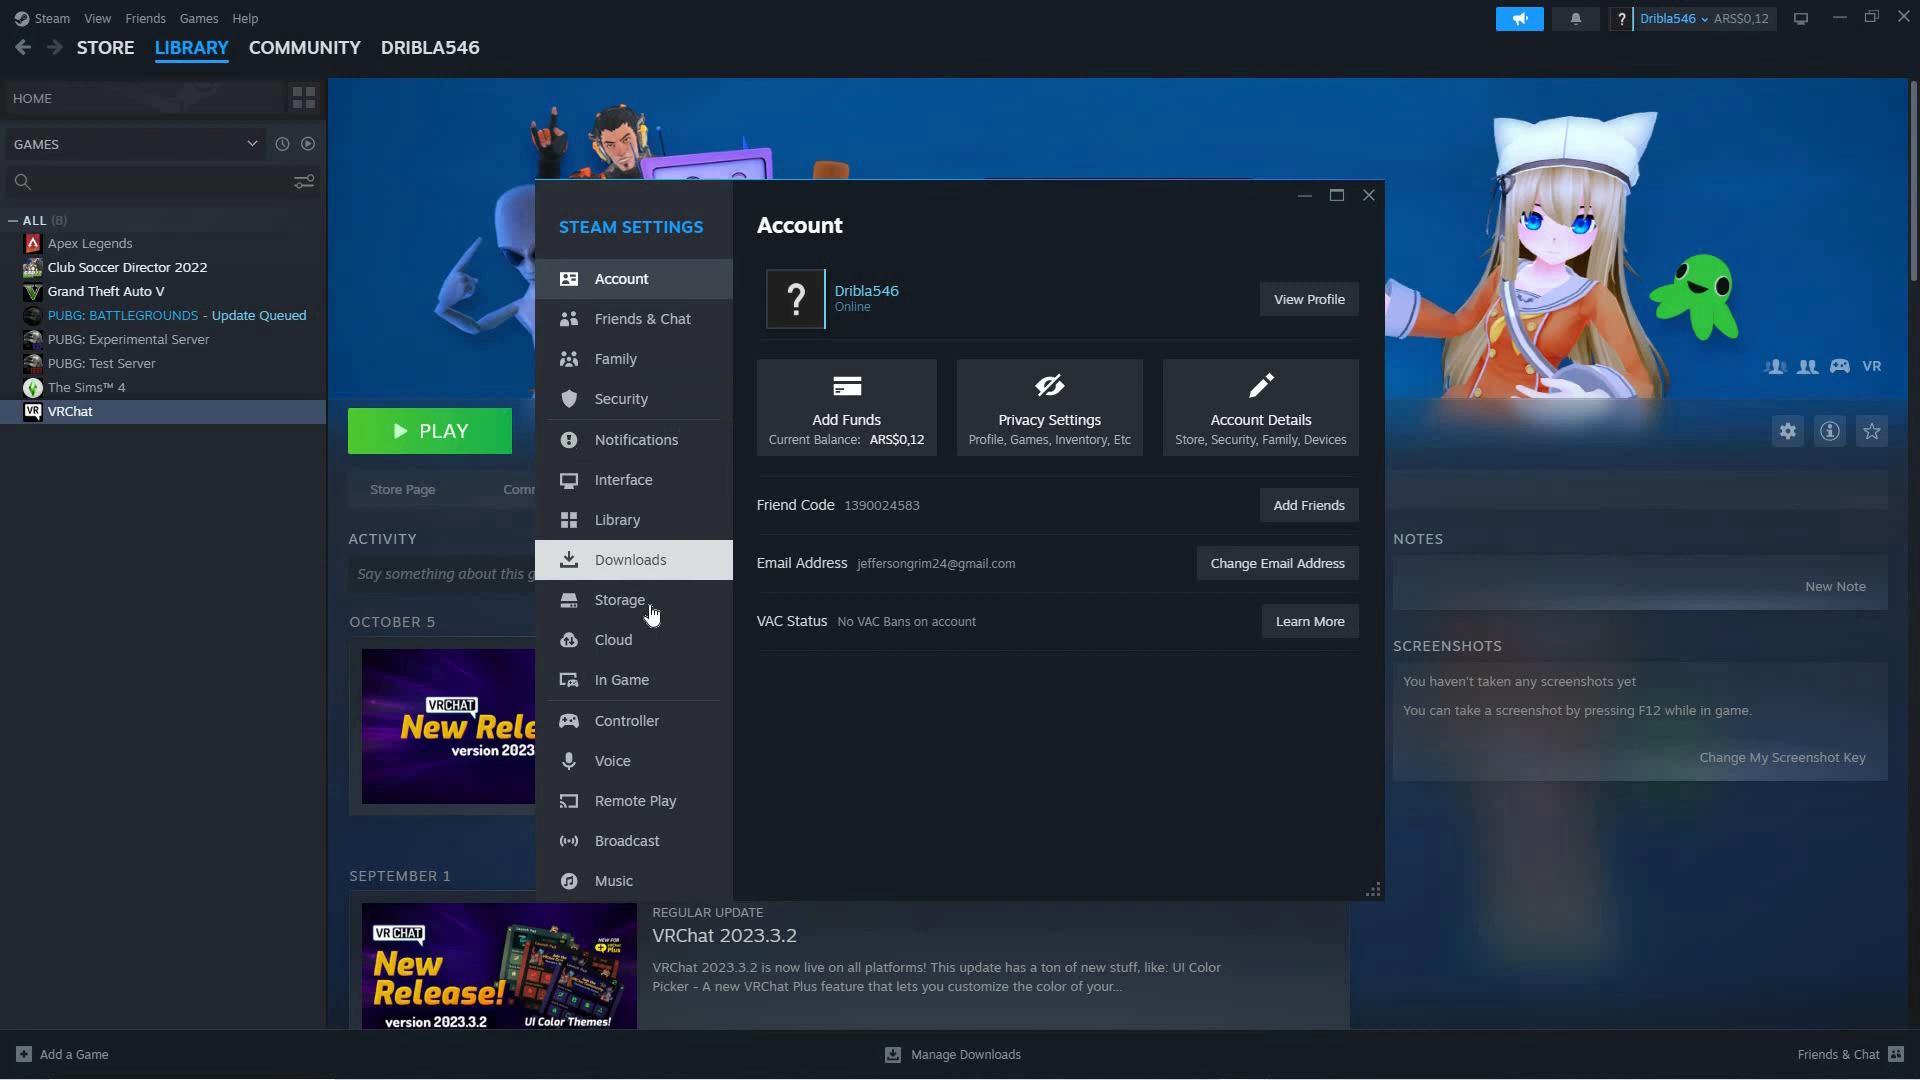 Steam View Friends Games Help
? Dribla546 ARS$0,12
STORE LIBRARY COMMUNITY DRIBLA546
HOME
GAMES
ALL (8)
Apex Legends
Club Soccer Director 2022
Grand Theft Auto V
PUBG: BATTLEGROUNDS - Update Queued
PUBG: Experimental Server
PUBG: Test Server
The Sims™ 4
VR VRChat
VR
PLAY
Store Page
ACTIVITY
Say something about this g
OCTOBER 5
VRCHAT
New Rele
version 2023
SEPTEMBER 1
VRCHAT
New
Release!
version 2023.3.2
NEW FOR
Plus
UI Color Themes!
REGULAR UPDATE
VRChat 2023.3.2
VRChat 2023.3.2 is now live on all platforms! This update has a ton of new stuff, like: UI Color
Picker - A new VRChat Plus feature that lets you customize the color of your...
STEAM SETTINGS
Account
Friends & Chat
Family
Security
Notifications
Interface
Library
Downloads
Storage
Cloud
In Game
Controller
Voice
Remote Play
Broadcast
Music
Account
? Dribla546
Online
View Profile
Add Funds
Current Balance: ARS$0,12
Privacy Settings
Profile, Games, Inventory, Etc
Account Details
Store, Security, Family, Devices
Friend Code 1390024583 Add Friends
Email Address jeffersongrim24@gmail.com Change Email Address
VAC Status No VAC Bans on account Learn More
NOTES
New Note
SCREENSHOTS
You haven't taken any screenshots yet
You can take a screenshot by pressing F12 while in game.
Change My Screenshot Key
Add a Game
Manage Downloads
Friends & Chat